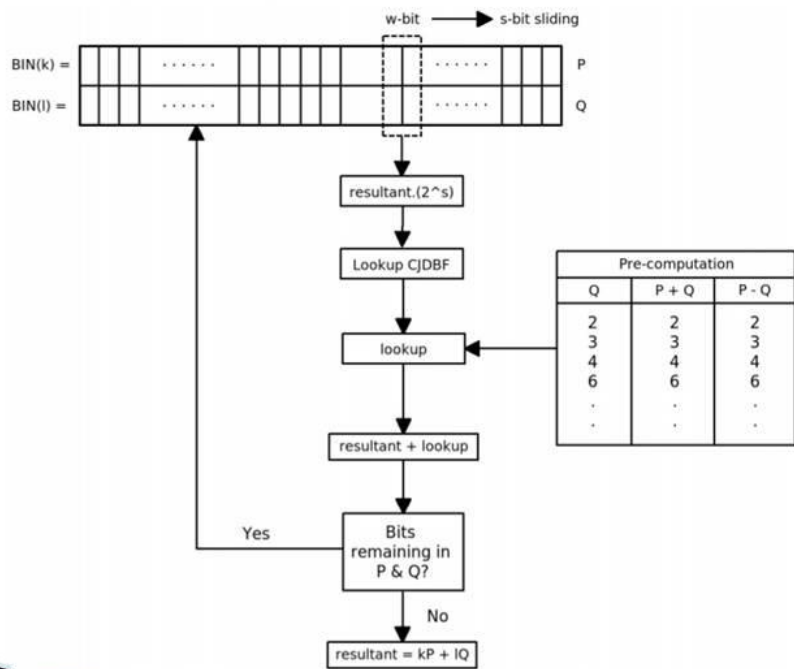 w-bit s-bit sliding
BIN(k) = ...... ...... P
BIN(l) = ...... ...... Q
resultant.(2^s)
Lookup CJDBF
Pre-computation
Q P + Q P - Q
2 2 2
3 3 3
4 4 4
6 6 6
. . .
. . .
lookup
resultant + lookup
Bits
remaining in
P & Q?
Yes
No
resultant = kP + lQ